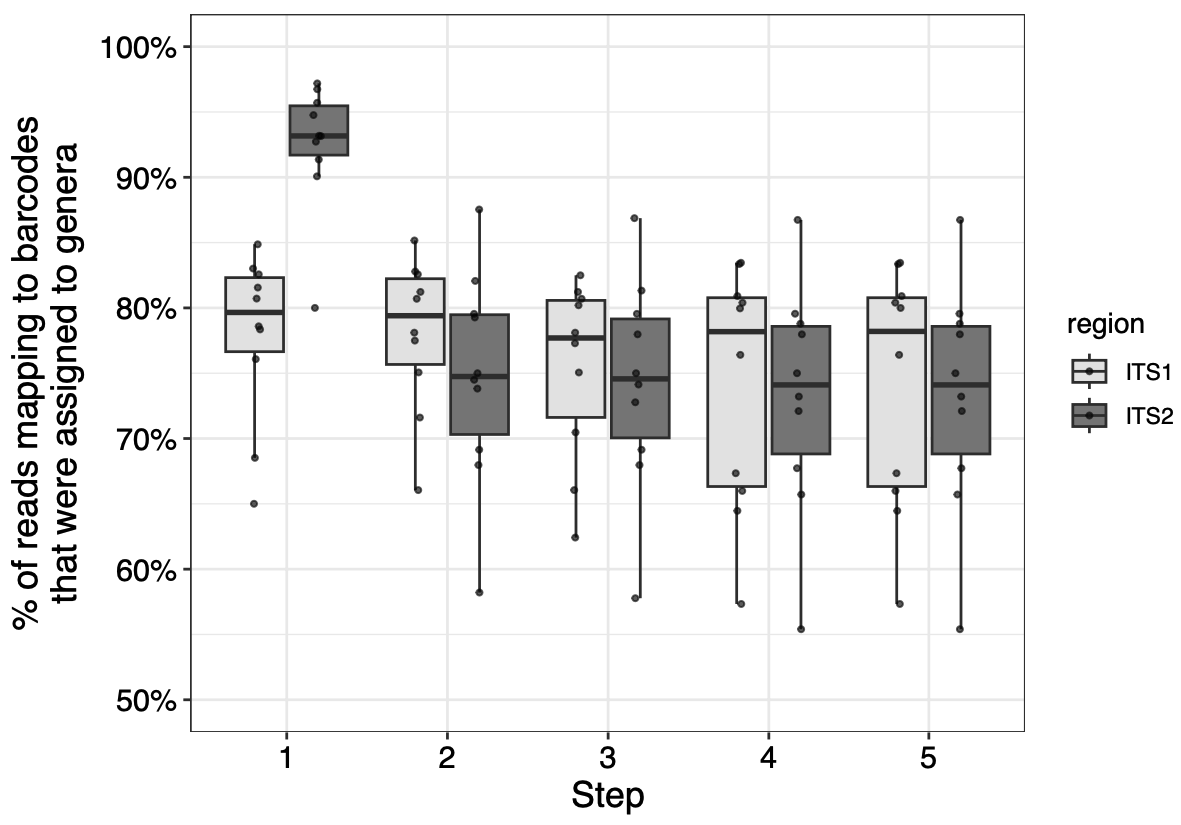 % of reads mapping to barcodes
that were assigned to genera
100%
90%
80%
70%
60%
50%
1 2 3 4 5
Step
region
ITS1
ITS2